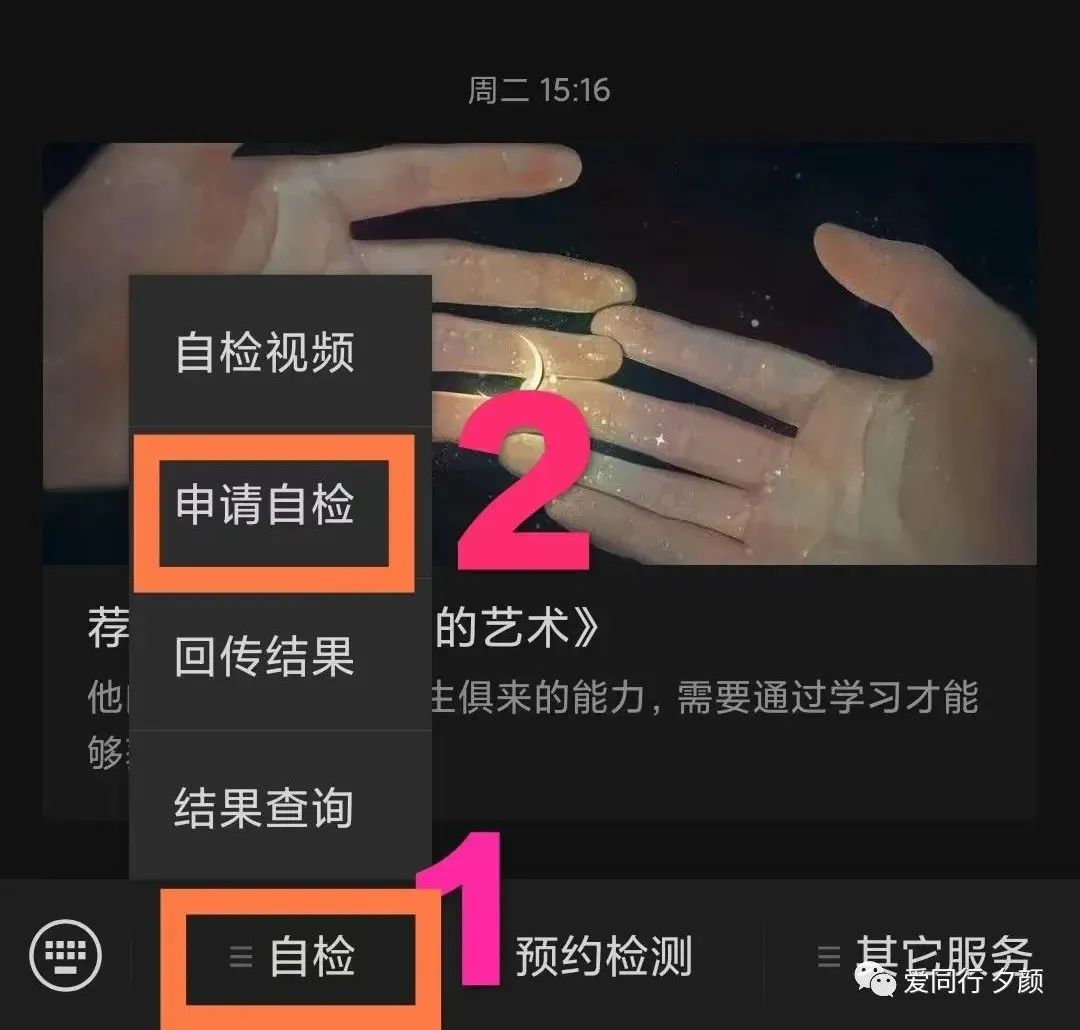 周二 15:16
自检视频
申请自检
2
荐
的艺术》
回传结果
他
生俱来的能力，需要通过学习才能
够
结果查询
1
自检
预约检测
其它服务
爱同行 夕颜